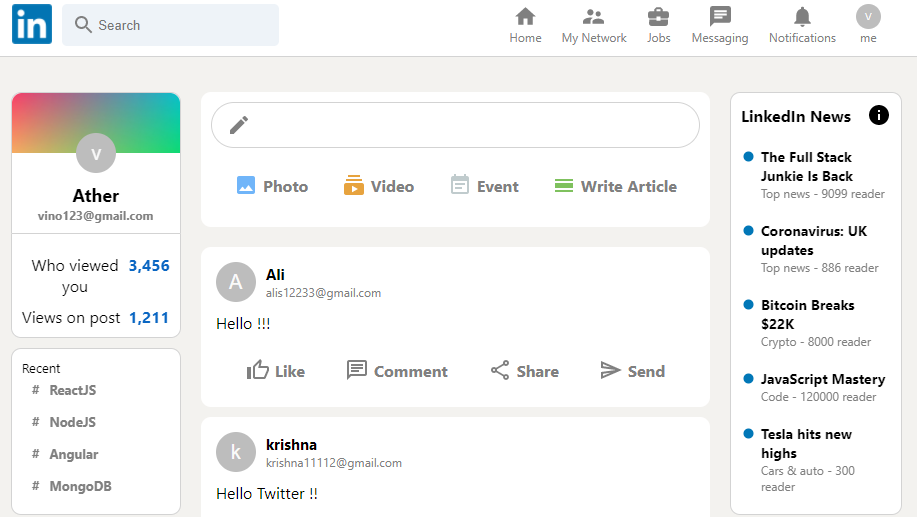 in
Search
Home
My Network
Jobs
Messaging
Notifications
v
me
v
Ather
vino123@gmail.com
Who viewed 3,456
you
Views on post 1,211
Recent
# ReactJS
# NodeJS
# Angular
# MongoDB
Photo
Video
Event
Write Article
A
Ali
alis12233@gmail.com
Hello !!!
Like
Comment
Share
Send
k
krishna
krishna11112@gmail.com
Hello Twitter !!
LinkedIn News
The Full Stack
Junkie Is Back
Top news - 9099 reader
Coronavirus: UK
updates
Top news - 886 reader
Bitcoin Breaks
$22K
Crypto - 8000 reader
JavaScript Mastery
Code - 120000 reader
Tesla hits new
highs
Cars & auto - 300
reader